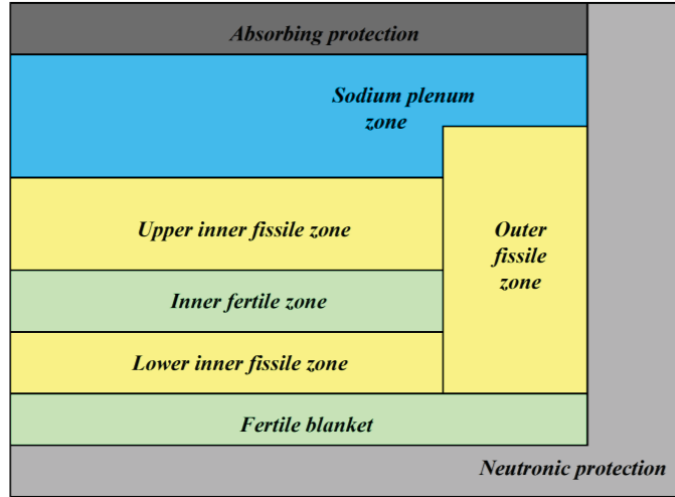 Absorbing protection
Sodium plenum
zone
Upper inner fissile zone
Outer
fissile
zone
Inner fertile zone
Lower inner fissile zone
Fertile blanket
Neutronic protection